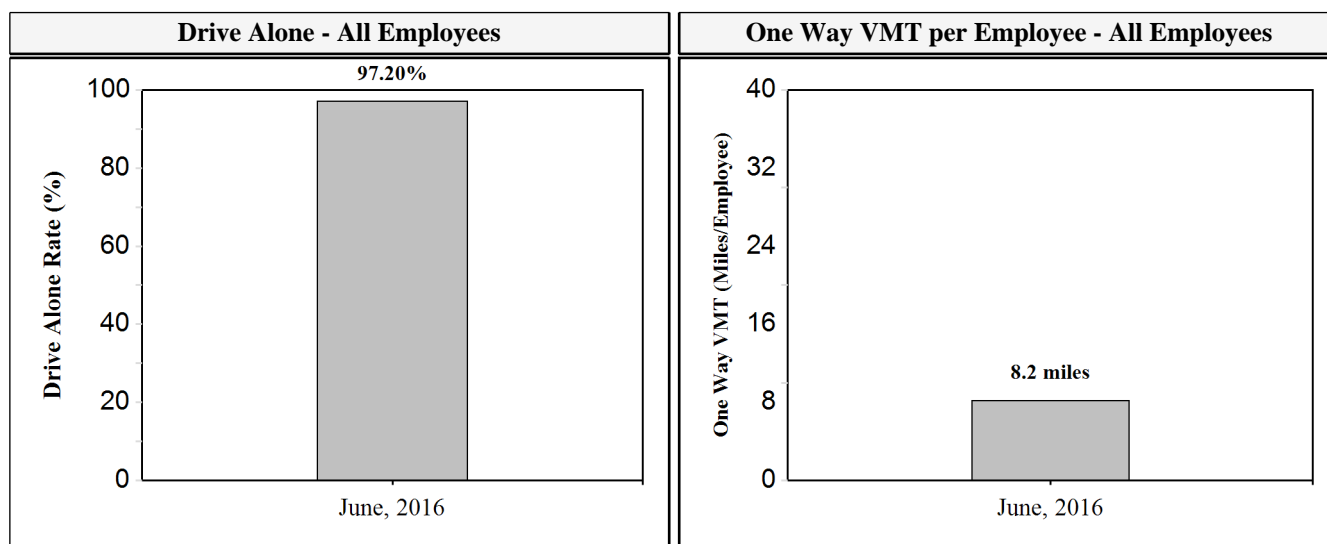 Drive Alone - All Employees
97.20%
Drive Alone Rate (%)
100
80
60
40
20
0
June, 2016
One Way VMT per Employee - All Employees
One Way VMT (Miles/Employee)
40
32
24
16
8
0
8.2 miles
June, 2016